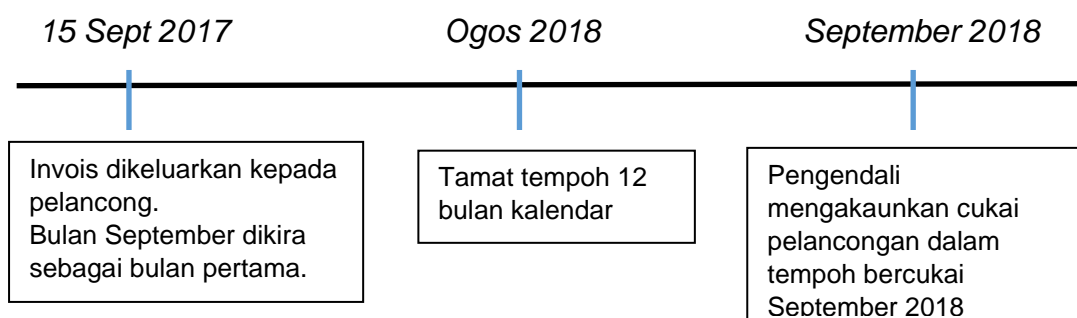 15 Sept 2017
Ogos 2018
September 2018
Invois dikeluarkan kepada
pelancong.
Bulan September dikira
sebagai bulan pertama.
Tamat tempoh 12
bulan kalendar
Pengendali
mengakaunkan cukai
pelancongan dalam
tempoh bercukai
September 2018